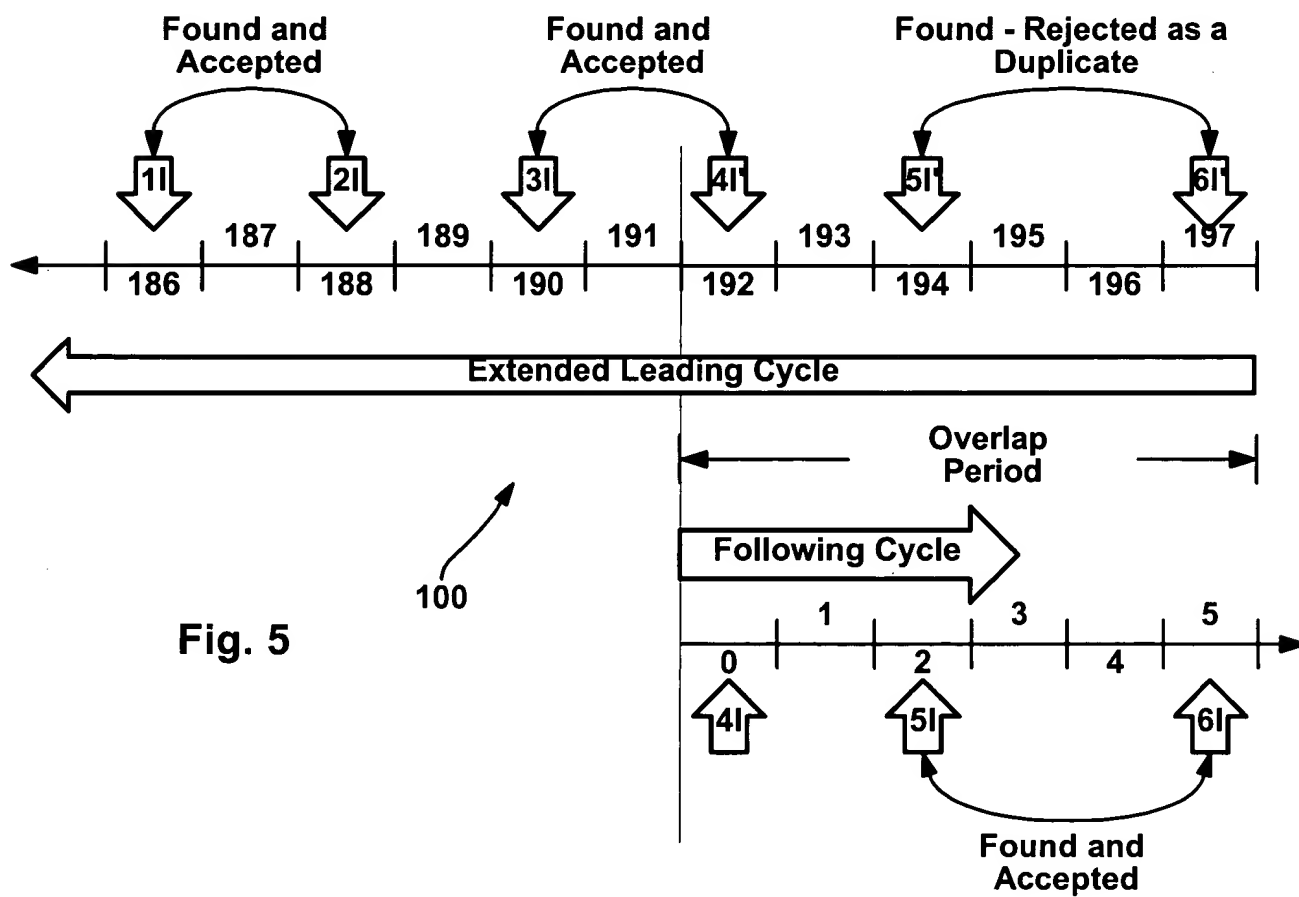 Found and
Accepted
Found and
Accepted
Found - Rejected as a
Duplicate
1I 2I 3I 4I' 5I' 6I'
187 189 191 193 195 197
186 188 190 192 194 196
Extended Leading Cycle
Overlap
Period
Following Cycle
100
Fig. 5
1 3 5
0 2 4
4I 5I 6I
Found and
Accepted